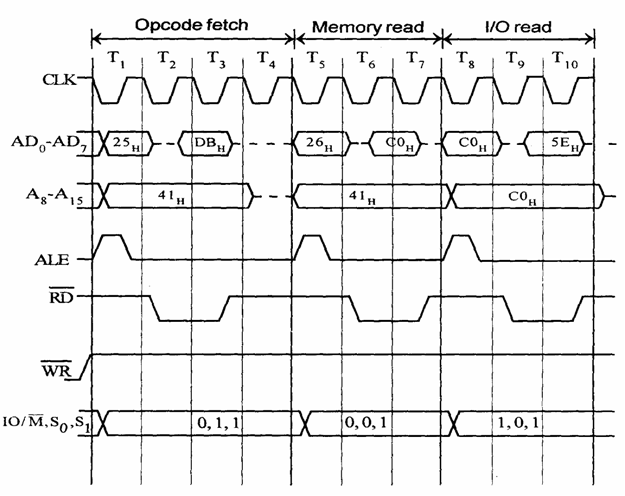 Opcode fetch Memory read I/O read
T1 T2 T3 T4 T5 T6 T7 T8 T9 T10
CLK
AD0-AD7 25H DBH 26H C0H C0H 5EH
A8-A15 41H 41H C0H
ALE
R̅D̅
W̅R̅
IO/M̅,S0,S1 0,1,1 0,0,1 1,0,1